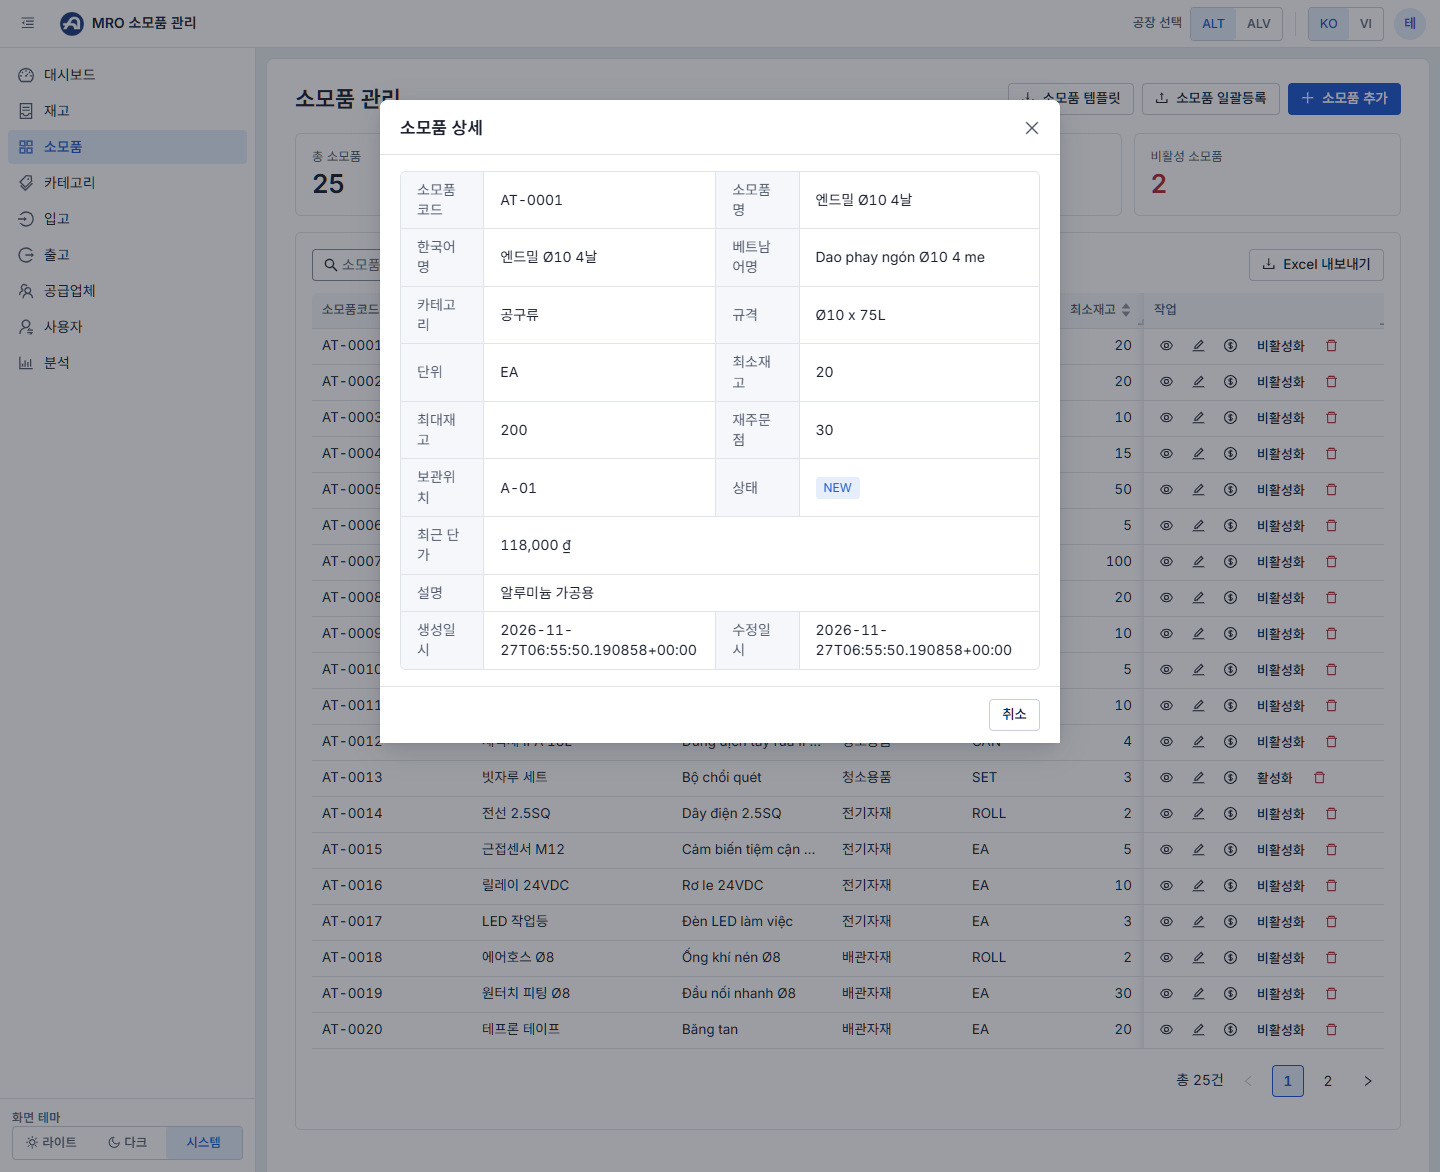 MRO 소모품 관리
공장 선택
ALT
ALV
KO
VI
테
대시보드
재고
소모품
카테고리
입고
출고
공급업체
사용자
분석
화면 테마
라이트
다크
시스템
소모품 관리
소모품 템플릿
소모품 일괄등록
소모품 추가
총 소모품
25
비활성 소모품
2
소모품
Excel 내보내기
소모품코드
최소재고
작업
AT-0001
20
비활성화
AT-0002
20
비활성화
AT-0003
10
비활성화
AT-0004
15
비활성화
AT-0005
50
비활성화
AT-0006
5
비활성화
AT-0007
100
비활성화
AT-0008
20
비활성화
AT-0009
10
비활성화
AT-0010
5
비활성화
AT-0011
10
비활성화
AT-0012
4
비활성화
AT-0013
빗자루 세트
Bộ chổi quét
청소용품
SET
3
활성화
AT-0014
전선 2.5SQ
Dây điện 2.5SQ
전기자재
ROLL
2
비활성화
AT-0015
근접센서 M12
Cảm biến tiệm cận ...
전기자재
EA
5
비활성화
AT-0016
릴레이 24VDC
Rơ le 24VDC
전기자재
EA
10
비활성화
AT-0017
LED 작업등
Đèn LED làm việc
전기자재
EA
3
비활성화
AT-0018
에어호스 Ø8
Ống khí nén Ø8
배관자재
ROLL
2
비활성화
AT-0019
원터치 피팅 Ø8
Đầu nối nhanh Ø8
배관자재
EA
30
비활성화
AT-0020
테프론 테이프
Băng tan
배관자재
EA
20
비활성화
총 25건
1
2
소모품 상세
소모품
코드
AT-0001
소모품
명
엔드밀 Ø10 4날
한국어
명
엔드밀 Ø10 4날
베트남
어명
Dao phay ngón Ø10 4 me
카테고
리
공구류
규격
Ø10 x 75L
단위
EA
최소재
고
20
최대재
고
200
재주문
점
30
보관위
치
A-01
상태
NEW
최근 단
가
118,000 ₫
설명
알루미늄 가공용
생성일
시
2026-11-
27T06:55:50.190858+00:00
수정일
시
2026-11-
27T06:55:50.190858+00:00
취소